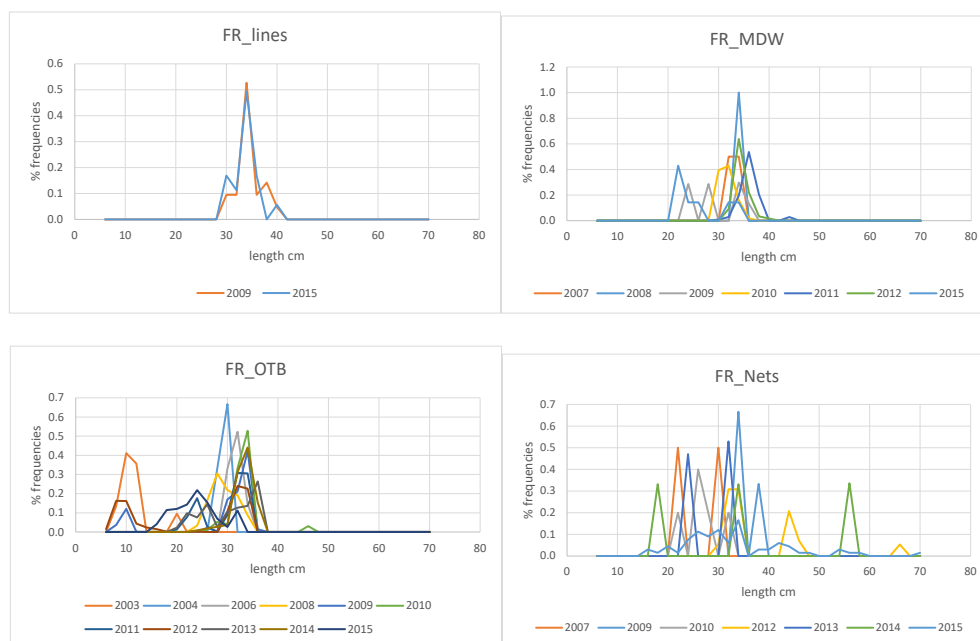 FR_lines
% frequencies
0.6
0.5
0.4
0.3
0.2
0.1
0.0
0 10 20 30 40 50 60 70 80
length cm
2009 2015
FR_MDW
% frequencies
1.2
1.0
0.8
0.6
0.4
0.2
0.0
0 10 20 30 40 50 60 70 80
length cm
2007 2008 2009 2010 2011 2012 2015
FR_OTB
% frequencies
0.7
0.6
0.5
0.4
0.3
0.2
0.1
0.0
0 10 20 30 40 50 60 70 80
length cm
2003 2004 2006 2008 2009 2010
2011 2012 2013 2014 2015
FR_Nets
% frequencies
0.7
0.6
0.5
0.4
0.3
0.2
0.1
0.0
0 10 20 30 40 50 60 70 80
length cm
2007 2009 2010 2012 2013 2014 2015